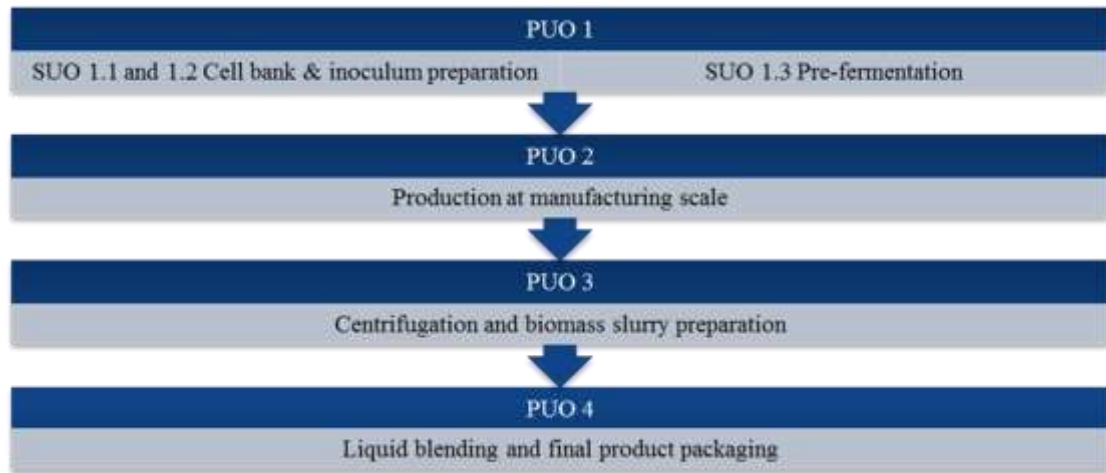 PUO 1
SUO 1.1 and 1.2 Cell bank & inoculum preparation
SUO 1.3 Pre-fermentation
PUO 2
Production at manufacturing scale
PUO 3
Centrifugation and biomass slurry preparation
PUO 4
Liquid blending and final product packaging